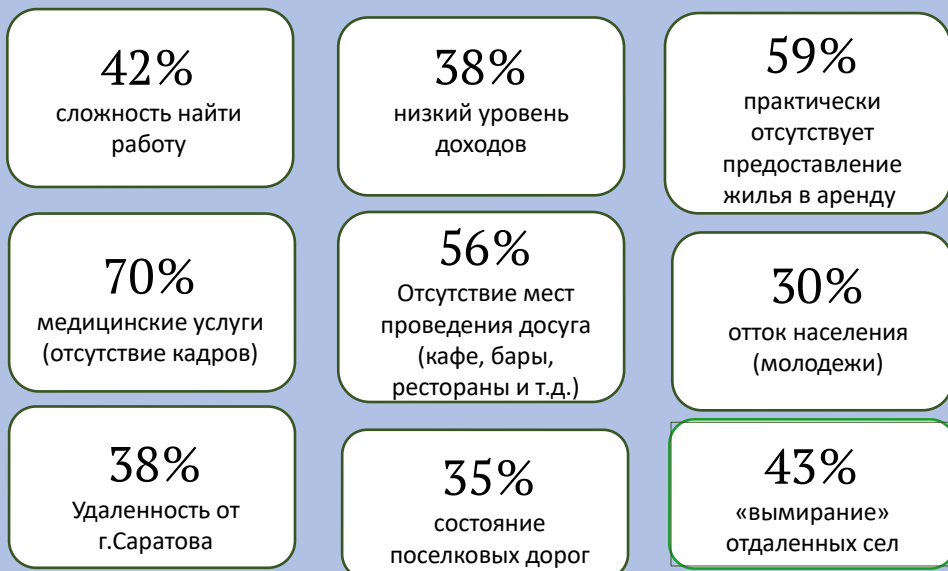 42%
сложность найти
работу
38%
низкий уровень
доходов
59%
практически
отсутствует
предоставление
жилья в аренду
70%
медицинские услуги
(отсутствие кадров)
56%
Отсутствие мест
проведения досуга
(кафе, бары,
рестораны и т.д.)
30%
отток населения
(молодежи)
38%
Удаленность от
г.Саратова
35%
состояние
поселковых дорог
43%
«вымирание»
отдаленных сел